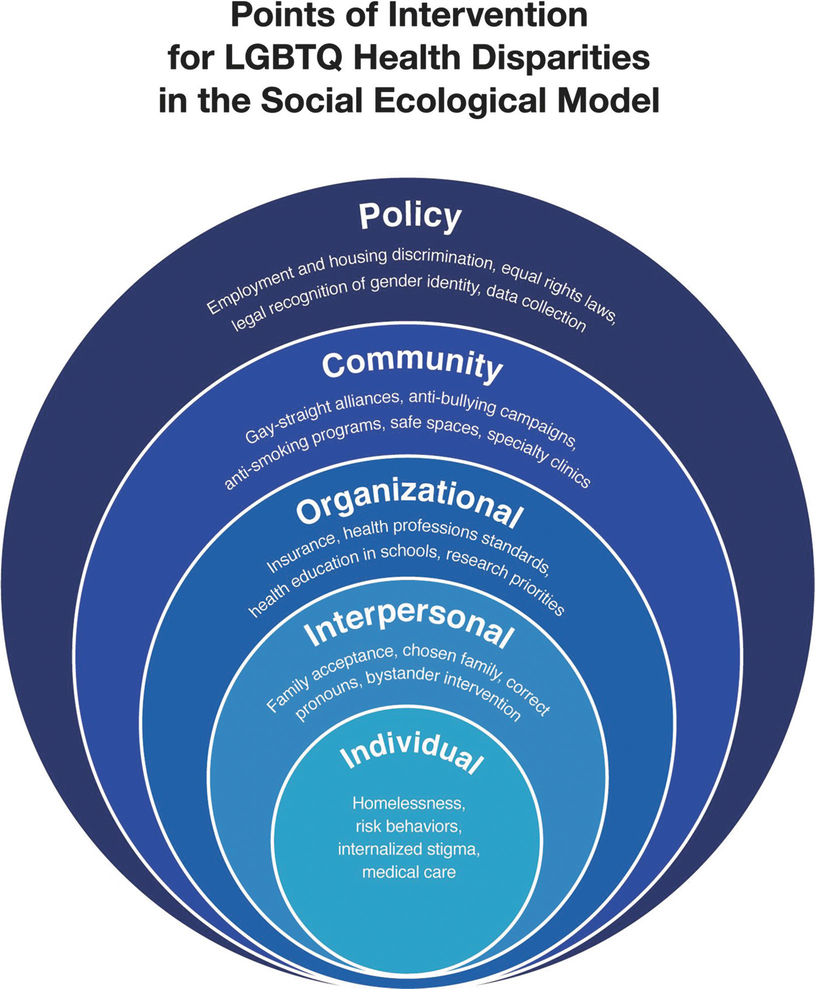 Points of Intervention
for LGBTQ Health Disparities
in the Social Ecological Model
Policy
Employment and housing discrimination, equal rights laws,
legal recognition of gender identity, data collection
Community
Gay-straight alliances, anti-bullying campaigns,
anti-smoking programs, safe spaces, specialty clinics
Organizational
Insurance, health professions standards,
health education in schools, research priorities
Interpersonal
Family acceptance, chosen family, correct
pronouns, bystander intervention
Individual
Homelessness,
risk behaviors,
internalized stigma,
medical care